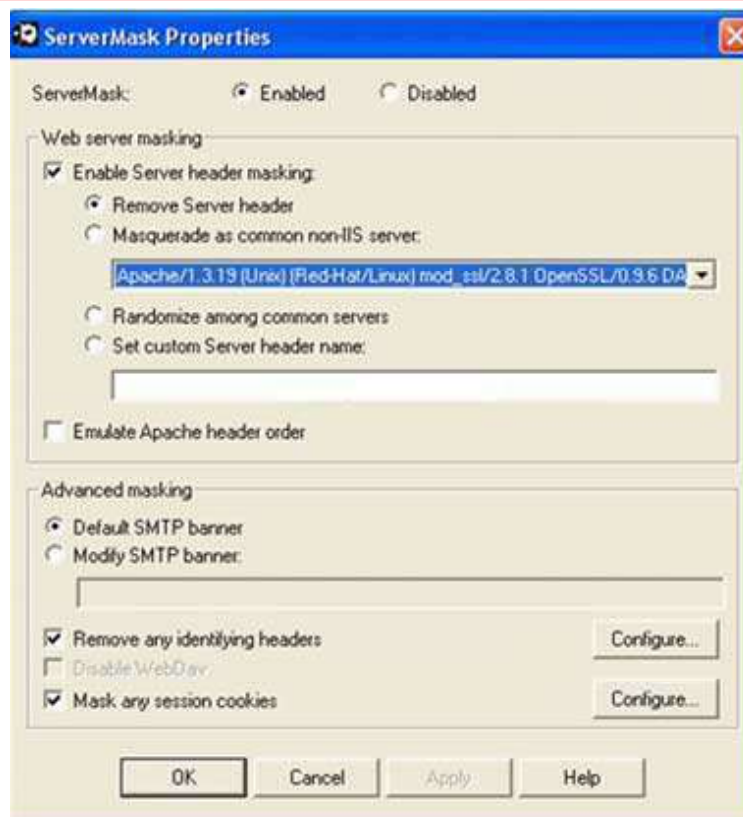 ServerMask Properties
ServerMask: Enabled Disabled
Web server masking
Enable Server header masking:
Remove Server header
Masquerade as common non-IIS server:
Apache/1.3.19 (Unix) (Red-Hat/Linux) mod_ssl/2.8.1 OpenSSL/0.9.6 DA
Randomize among common servers
Set custom Server header name:
Emulate Apache header order
Advanced masking
Default SMTP banner
Modify SMTP banner:
Remove any identifying headers Configure...
Disable WebDav
Mask any session cookies Configure...
OK Cancel Apply Help